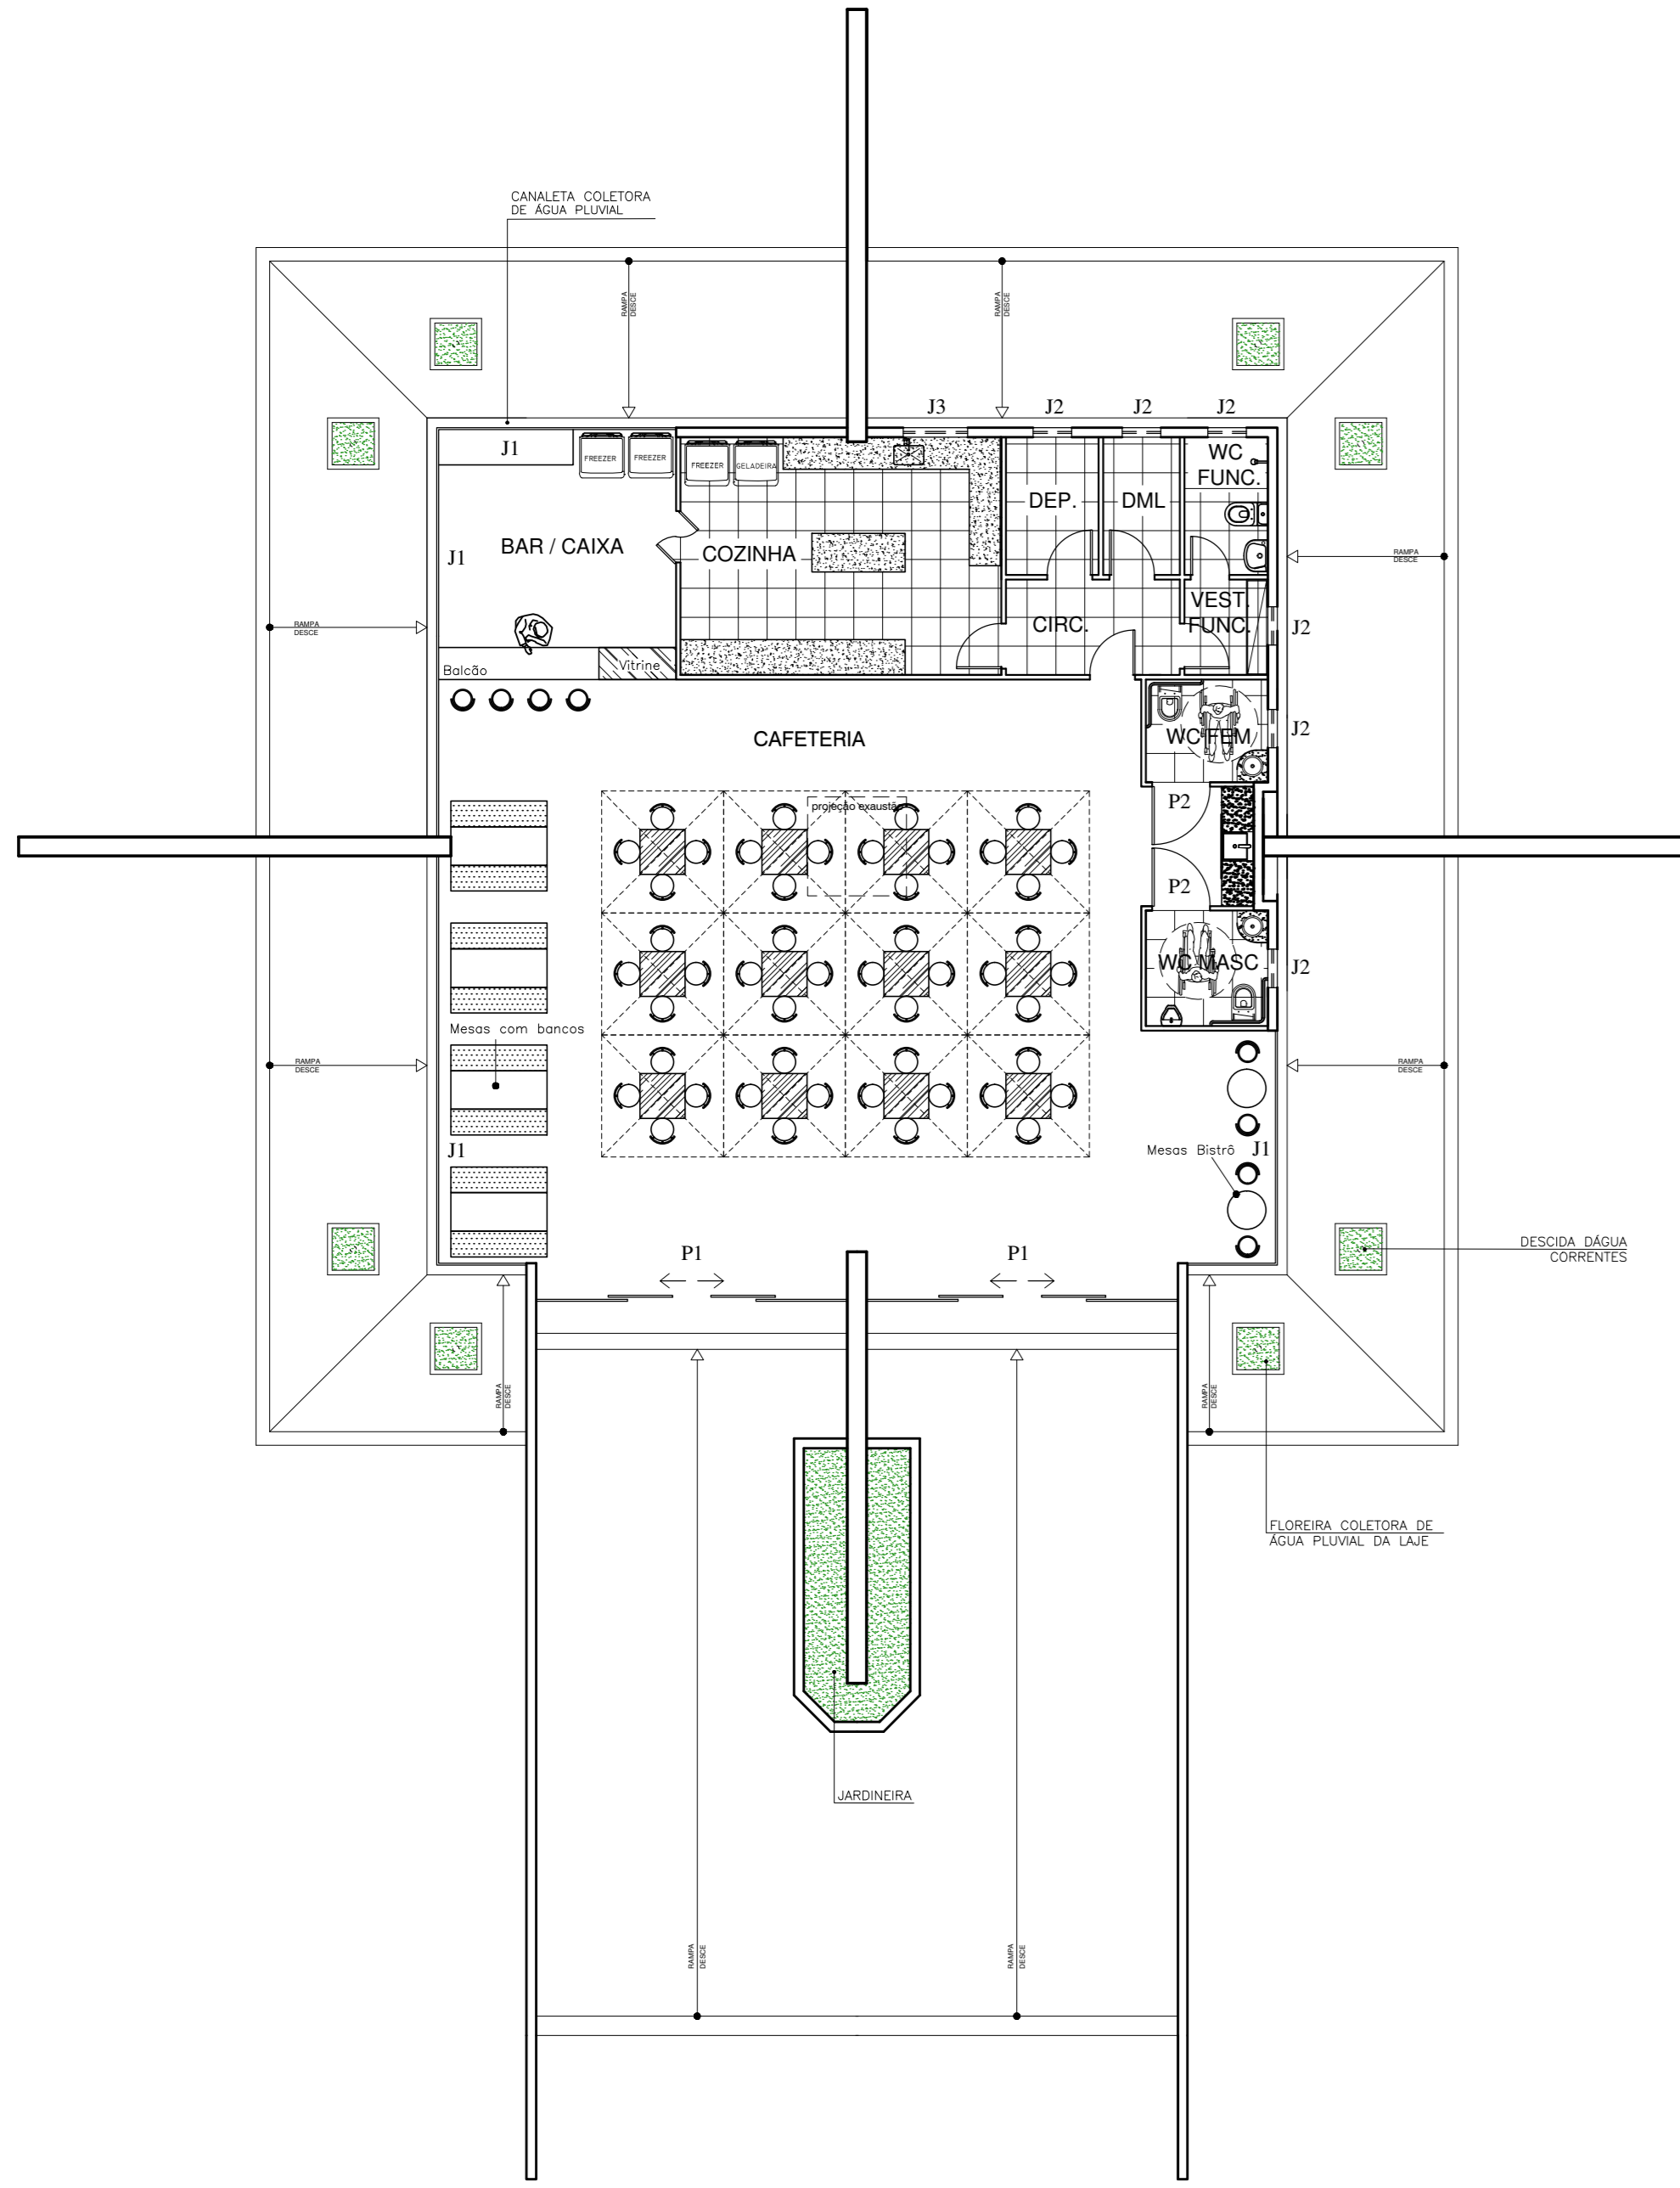 CANALETA COLETORA
DE ÁGUA PLUVIAL
RAMPA
DESCE
RAMPA
DESCE
J3
J2
J2
J2
J1
FREEZER
FREEZER
FREEZER
GELADEIRA
WC
FUNC.
DEP.
DML
BAR / CAIXA
J1
COZINHA
RAMPA
DESCE
VEST.
FUNC.
CIRC.
RAMPA
DESCE
J2
Balcão
Vitrine
CAFETERIA
WC FEM
J2
projeção exaustão
P2
P2
WC MASC
J2
Mesas com bancos
RAMPA
DESCE
RAMPA
DESCE
J1
Mesas Bistrô
J1
P1
P1
DESCIDA DÁGUA
CORRENTES
RAMPA
DESCE
RAMPA
DESCE
FLOREIRA COLETORA DE
ÁGUA PLUVIAL DA LAJE
JARDINEIRA
RAMPA
DESCE
RAMPA
DESCE